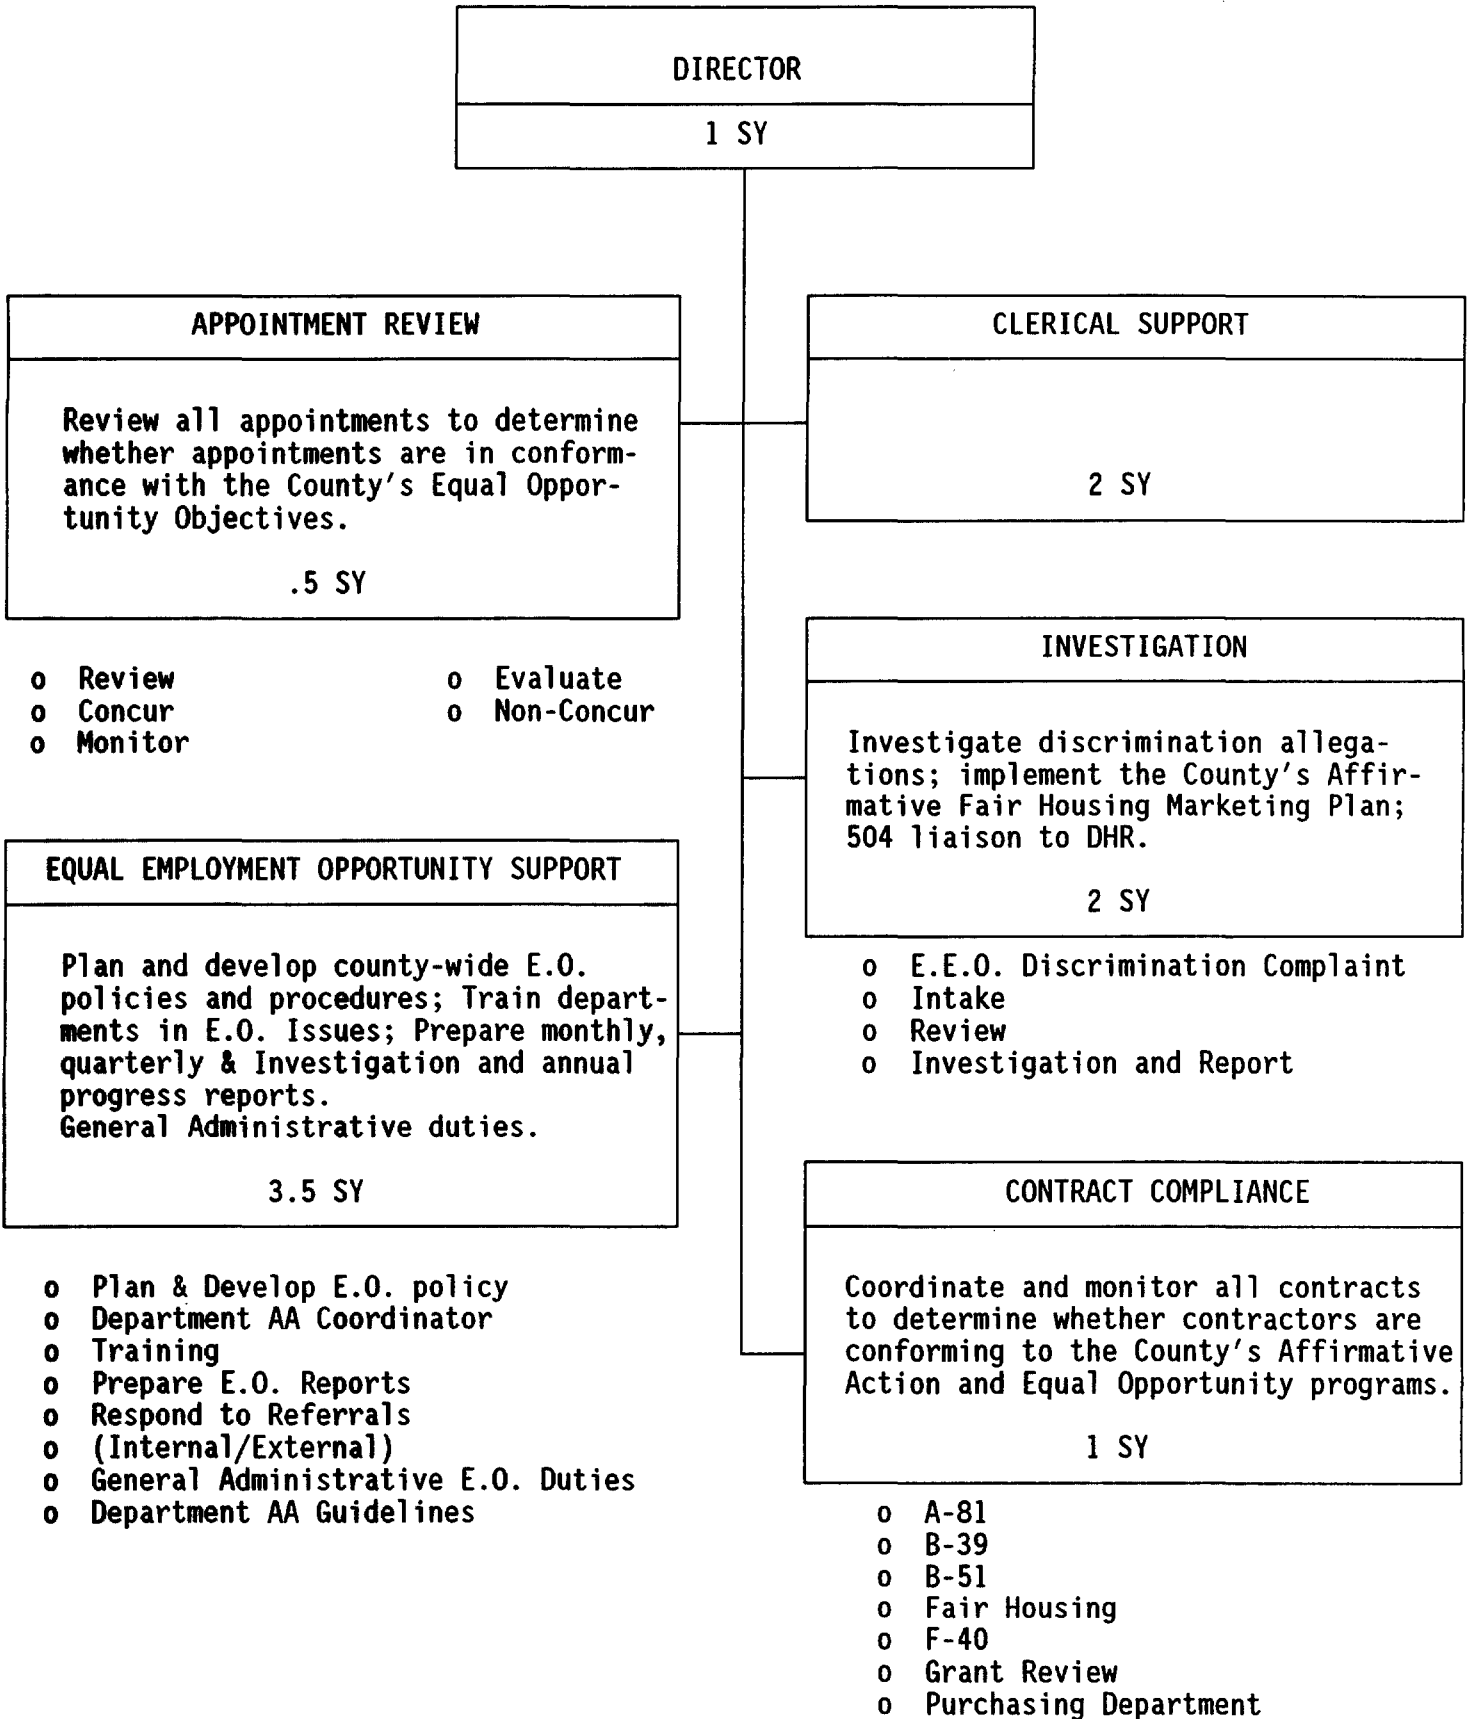 DIRECTOR
1 SY
APPOINTMENT REVIEW
Review all appointments to determine
whether appointments are in conform-
ance with the County's Equal Oppor-
tunity Objectives.
.5 SY
o Review
o Concur
o Monitor
o Evaluate
o Non-Concur
CLERICAL SUPPORT
2 SY
INVESTIGATION
Investigate discrimination allega-
tions; implement the County's Affir-
mative Fair Housing Marketing Plan;
504 liaison to DHR.
2 SY
o E.E.O. Discrimination Complaint
o Intake
o Review
o Investigation and Report
EQUAL EMPLOYMENT OPPORTUNITY SUPPORT
Plan and develop county-wide E.O.
policies and procedures; Train depart-
ments in E.O. Issues; Prepare monthly,
quarterly & Investigation and annual
progress reports.
General Administrative duties.
3.5 SY
o Plan & Develop E.O. policy
o Department AA Coordinator
o Training
o Prepare E.O. Reports
o Respond to Referrals
o (Internal/External)
o General Administrative E.O. Duties
o Department AA Guidelines
CONTRACT COMPLIANCE
Coordinate and monitor all contracts
to determine whether contractors are
conforming to the County's Affirmative
Action and Equal Opportunity programs.
1 SY
o A-81
o B-39
o B-51
o Fair Housing
o F-40
o Grant Review
o Purchasing Department